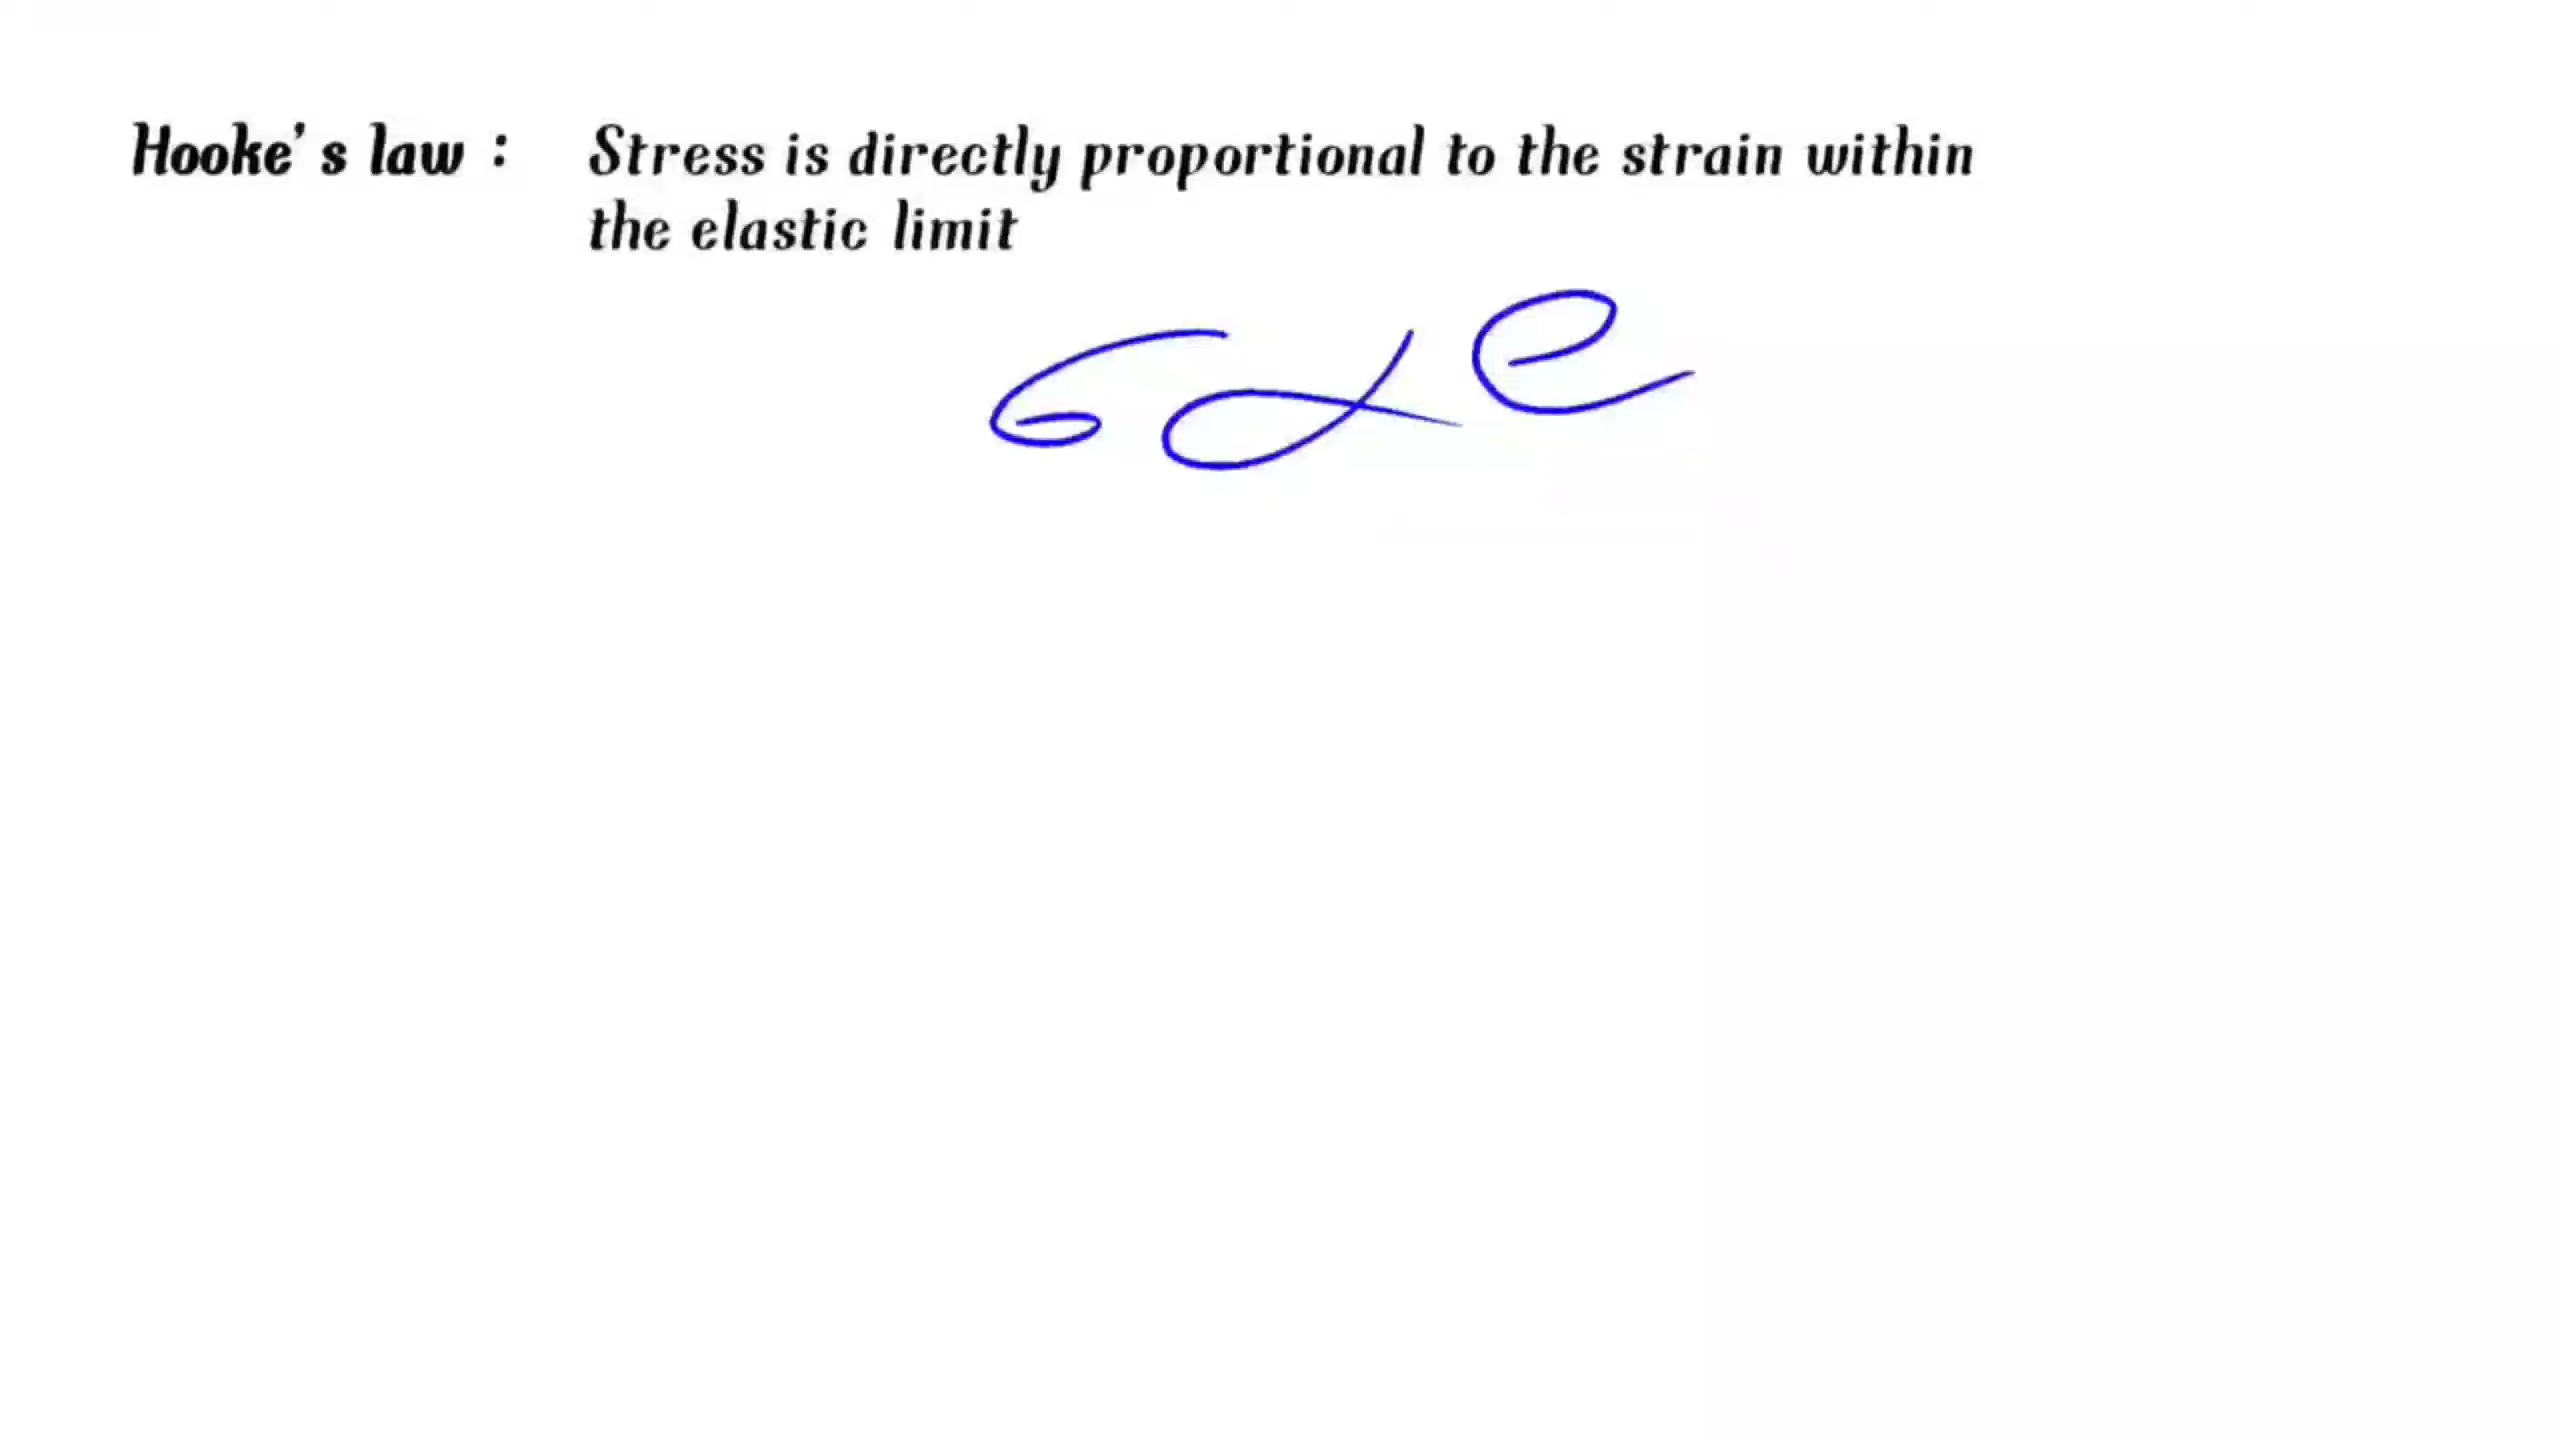 Hooke's law : Stress is directly proportional to the strain within
the elastic limit
σ ∝ e